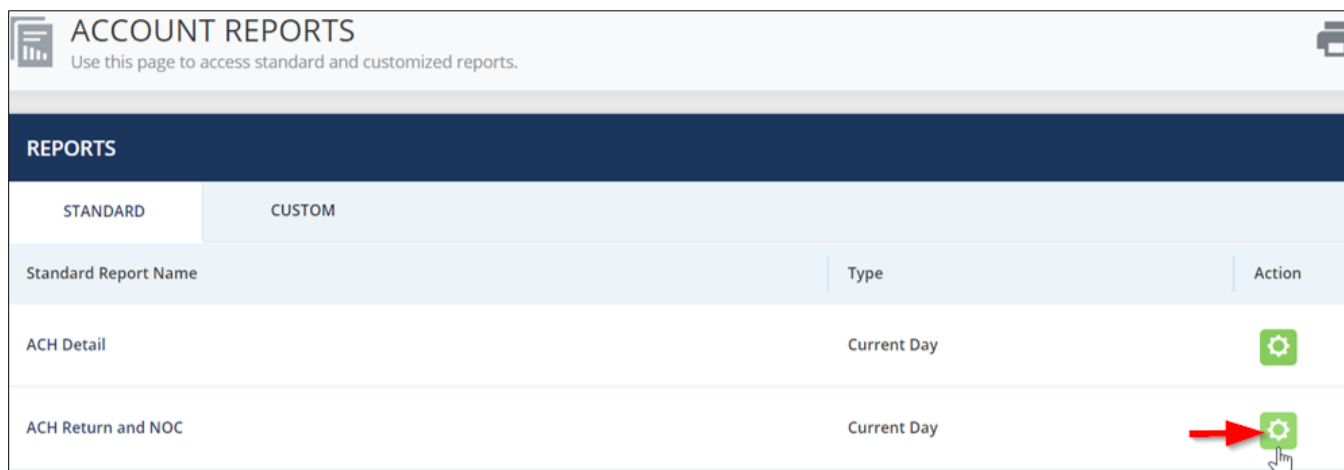 ACCOUNT REPORTS
Use this page to access standard and customized reports.
REPORTS
STANDARD CUSTOM
Standard Report Name Type Action
ACH Detail Current Day
ACH Return and NOC Current Day